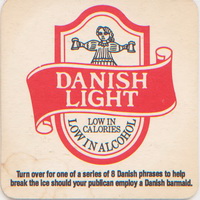 DANISH
LIGHT
LOW IN
CALORIES
LOW IN ALCOHOL
Turn over for one of a series of 8 Danish phrases to help
break the ice should your publican employ a Danish barmaid.